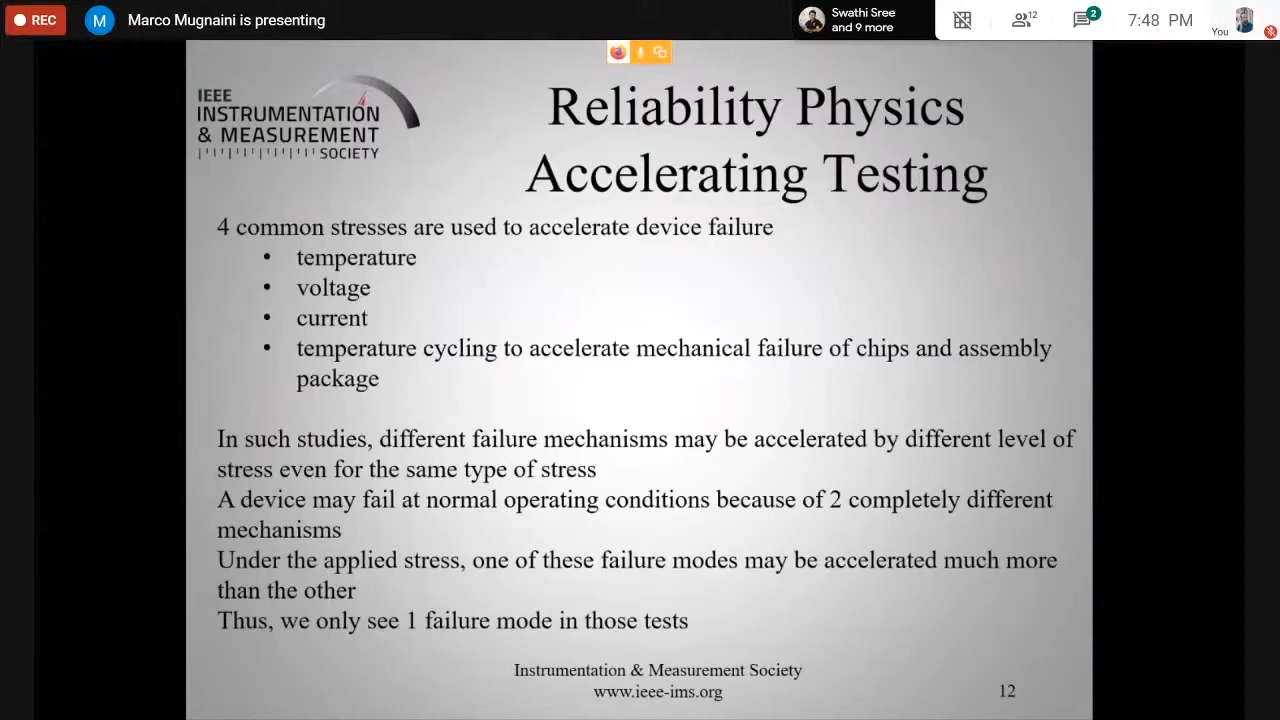 REC
M
Marco Mugnaini is presenting
Swathi Sree
and 9 more
12
2
7:48 PM
You
IEEE
INSTRUMENTATION
& MEASUREMENT
SOCIETY
Reliability Physics
Accelerating Testing
4 common stresses are used to accelerate device failure
• temperature
• voltage
• current
• temperature cycling to accelerate mechanical failure of chips and assembly
package
In such studies, different failure mechanisms may be accelerated by different level of
stress even for the same type of stress
A device may fail at normal operating conditions because of 2 completely different
mechanisms
Under the applied stress, one of these failure modes may be accelerated much more
than the other
Thus, we only see 1 failure mode in those tests
Instrumentation & Measurement Society
www.ieee-ims.org
12